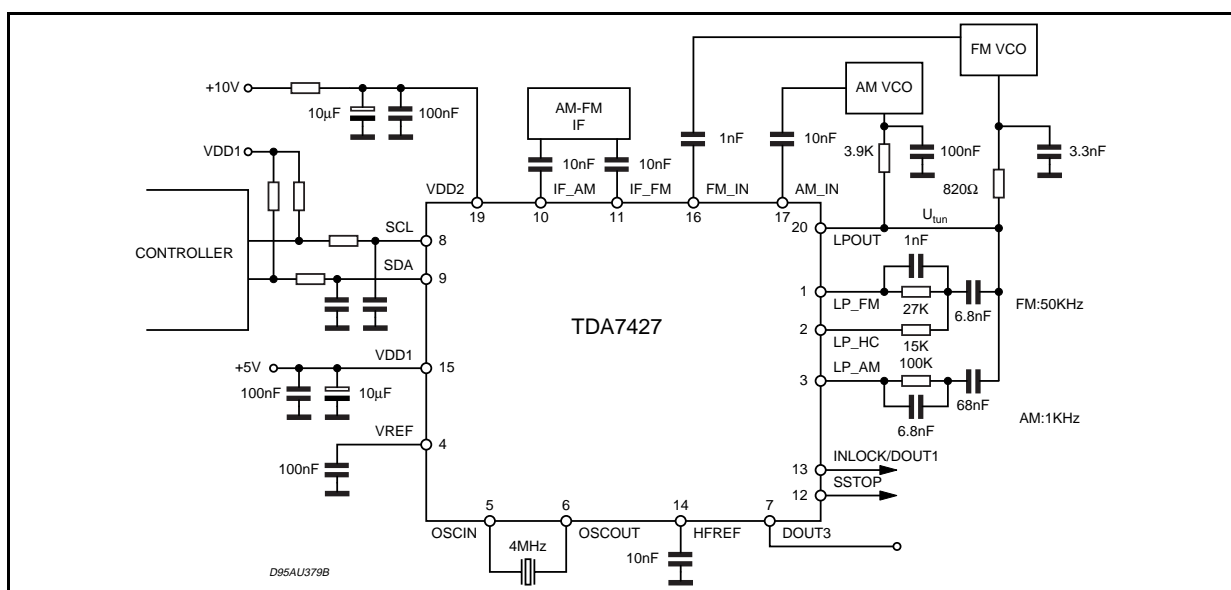 FM VCO
+10V
10µF
100nF
AM-FM
IF
AM VCO
VDD1
10nF
10nF
1nF
10nF
3.9K
100nF
3.3nF
820Ω
VDD2
IF_AM
IF_FM
FM_IN
AM_IN
19
10
11
16
17
20
LPOUT
Utun
CONTROLLER
SCL
8
SDA
9
1nF
1
LP_FM
27K
6.8nF
FM:50KHz
TDA7427
2
LP_HC
15K
+5V
VDD1
15
3
LP_AM
100K
68nF
6.8nF
AM:1KHz
100nF
10µF
VREF
4
100nF
13
INLOCK/DOUT1
12
SSTOP
5
6
14
7
OSCIN
OSCOUT
HFREF
DOUT3
4MHz
10nF
D95AU379B